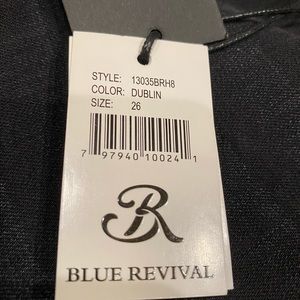 STYLE: 13035BRH8
COLOR: DUBLIN
SIZE: 26
7 97940 10024 1
R
BLUE REVIVAL